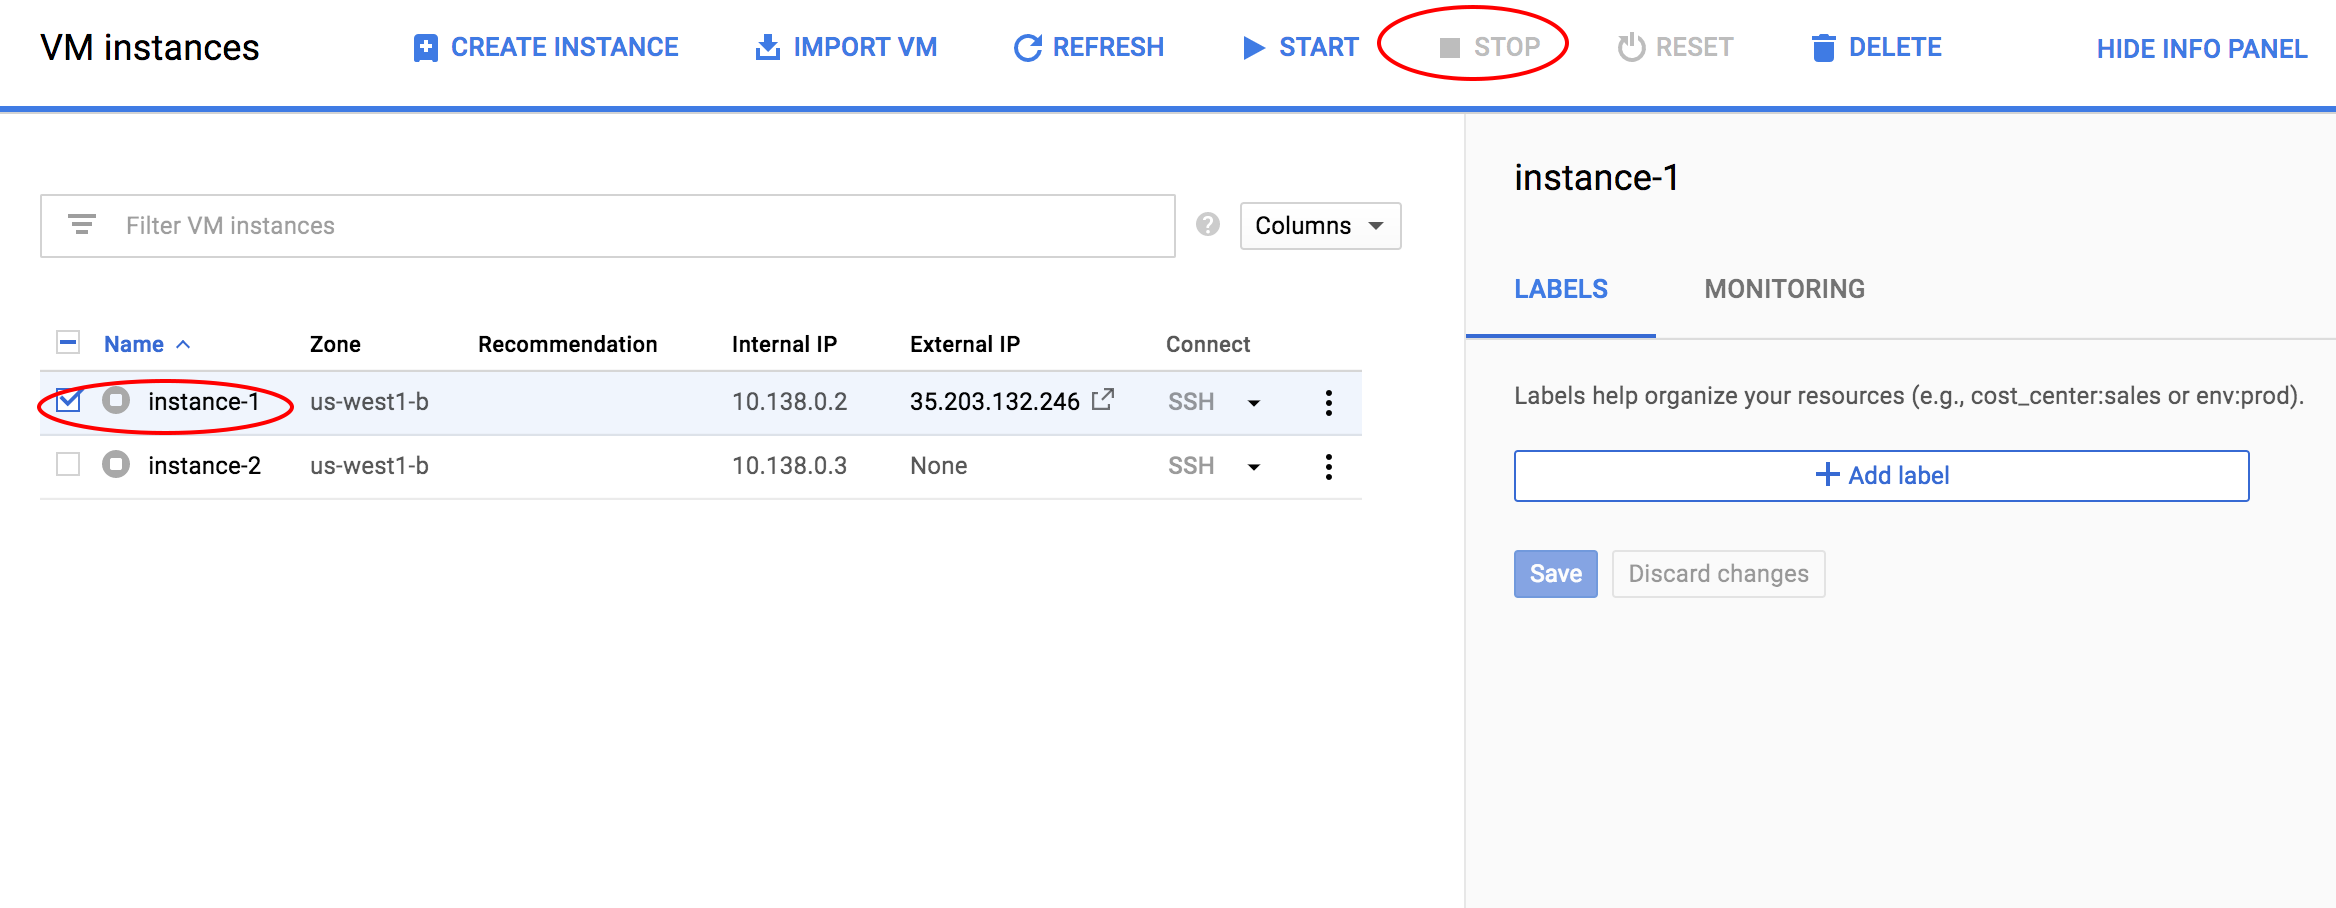 VM instances CREATE INSTANCE IMPORT VM REFRESH START STOP RESET DELETE HIDE INFO PANEL
Filter VM instances ? Columns
Name Zone Recommendation Internal IP External IP Connect
instance-1 us-west1-b 10.138.0.2 35.203.132.246 SSH
instance-2 us-west1-b 10.138.0.3 None SSH
instance-1
LABELS MONITORING
Labels help organize your resources (e.g., cost_center:sales or env:prod).
+ Add label
Save Discard changes